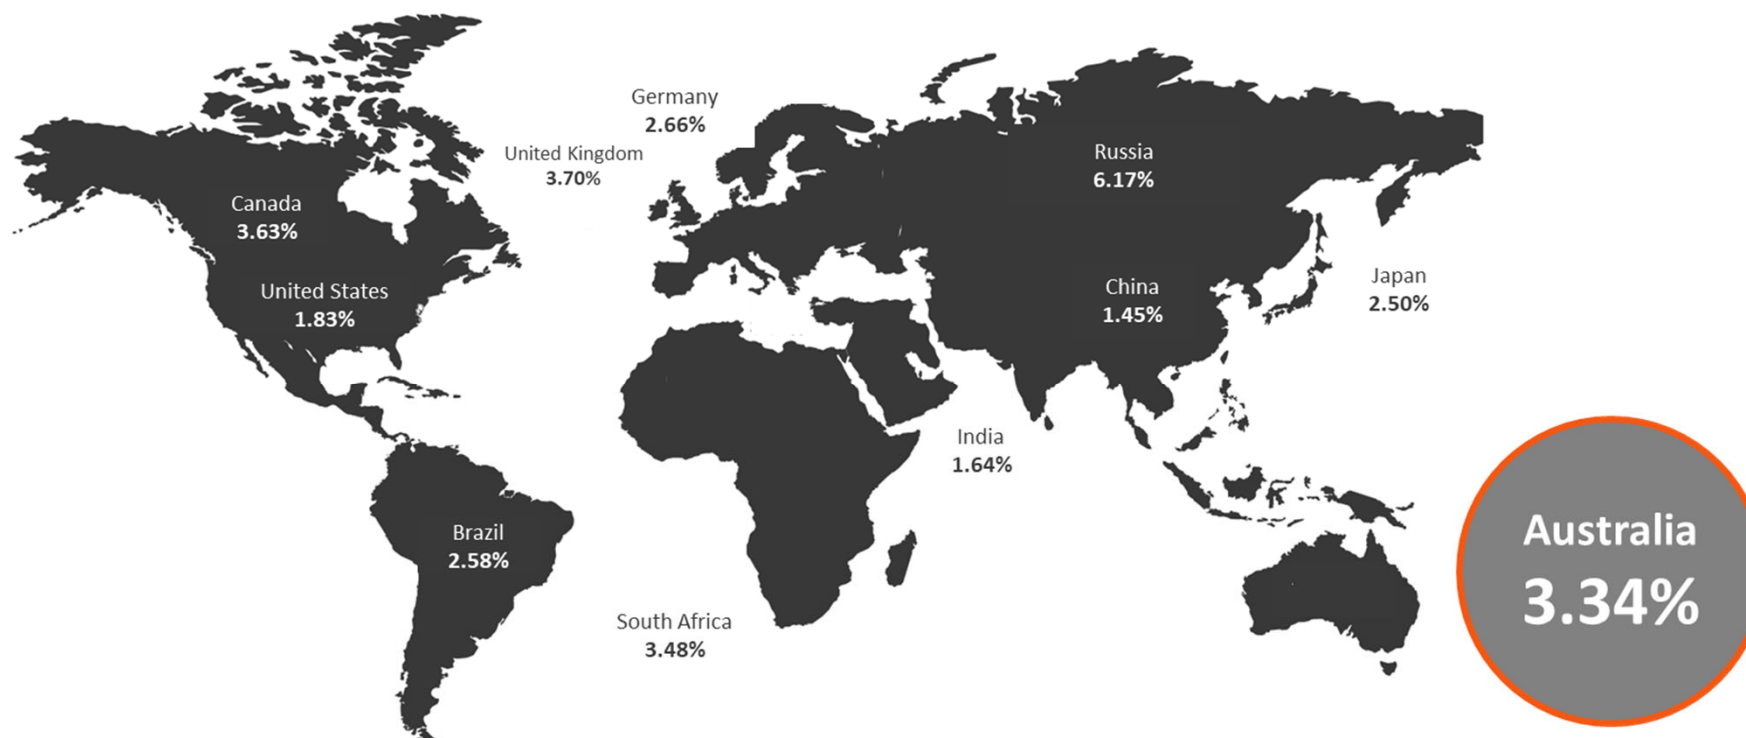 Germany
2.66%
United Kingdom
3.70%
Russia
6.17%
Canada
3.63%
United States
1.83%
China
1.45%
Japan
2.50%
India
1.64%
Brazil
2.58%
South Africa
3.48%
Australia
3.34%